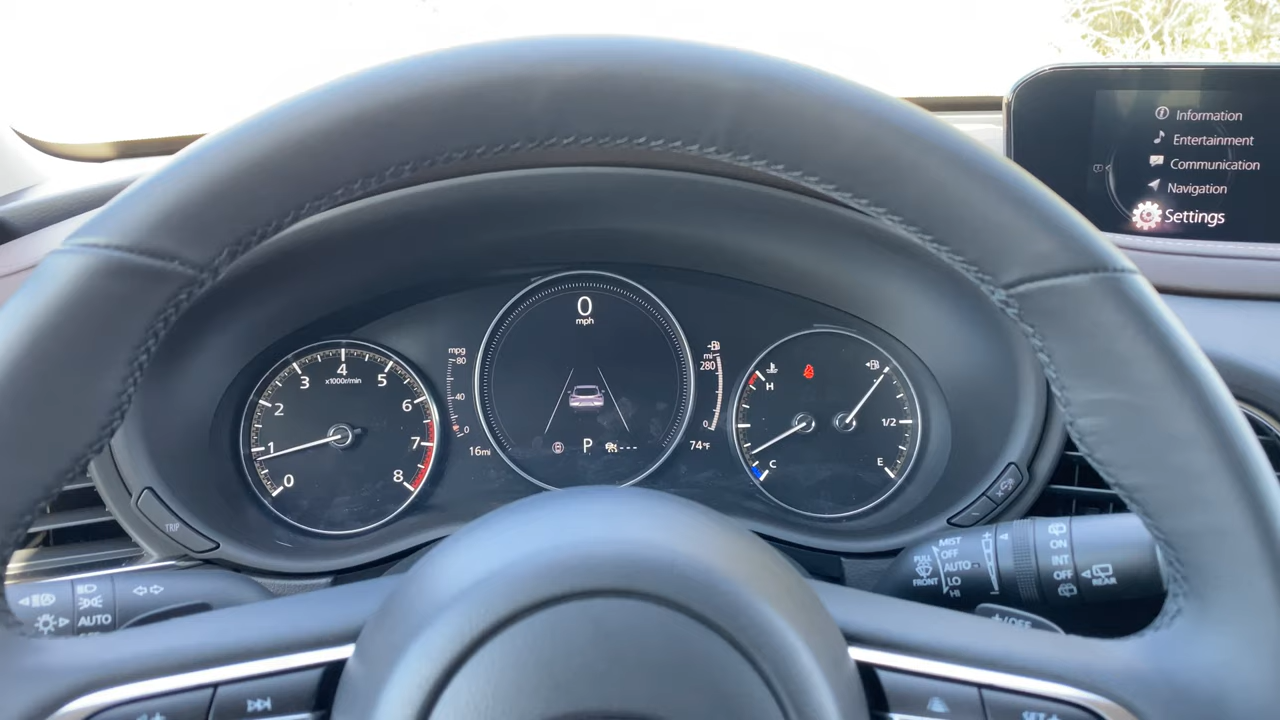 Information
Entertainment
Communication
Navigation
Settings
0
mph
mpg
80
40
0
16mi
P
mi
280
0
74°F
4
3
5
x1000r/min
2
6
1
7
0
8
H
C
1/2
E
TRIP
AUTO
MIST
OFF
AUTO
LO
HI
PULL
FRONT
ON
INT
OFF
REAR